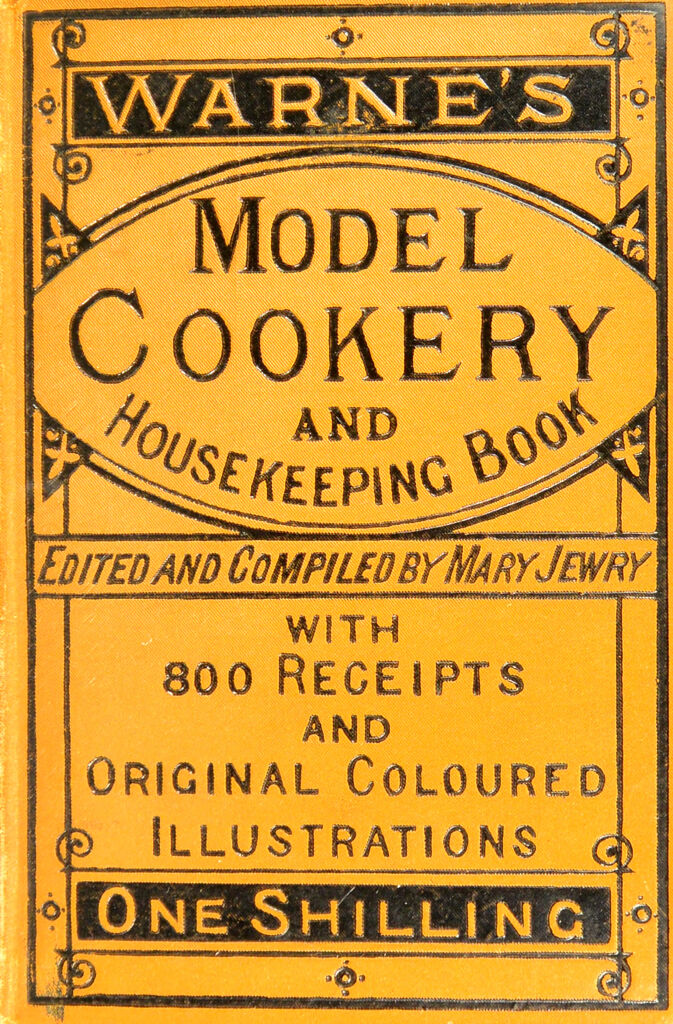 WARNE'S
MODEL
COOKERY
AND
HOUSEKEEPING BOOK
EDITED AND COMPILED BY MARY JEWRY
WITH
800 RECEIPTS
AND
ORIGINAL COLOURED
ILLUSTRATIONS
ONE SHILLING